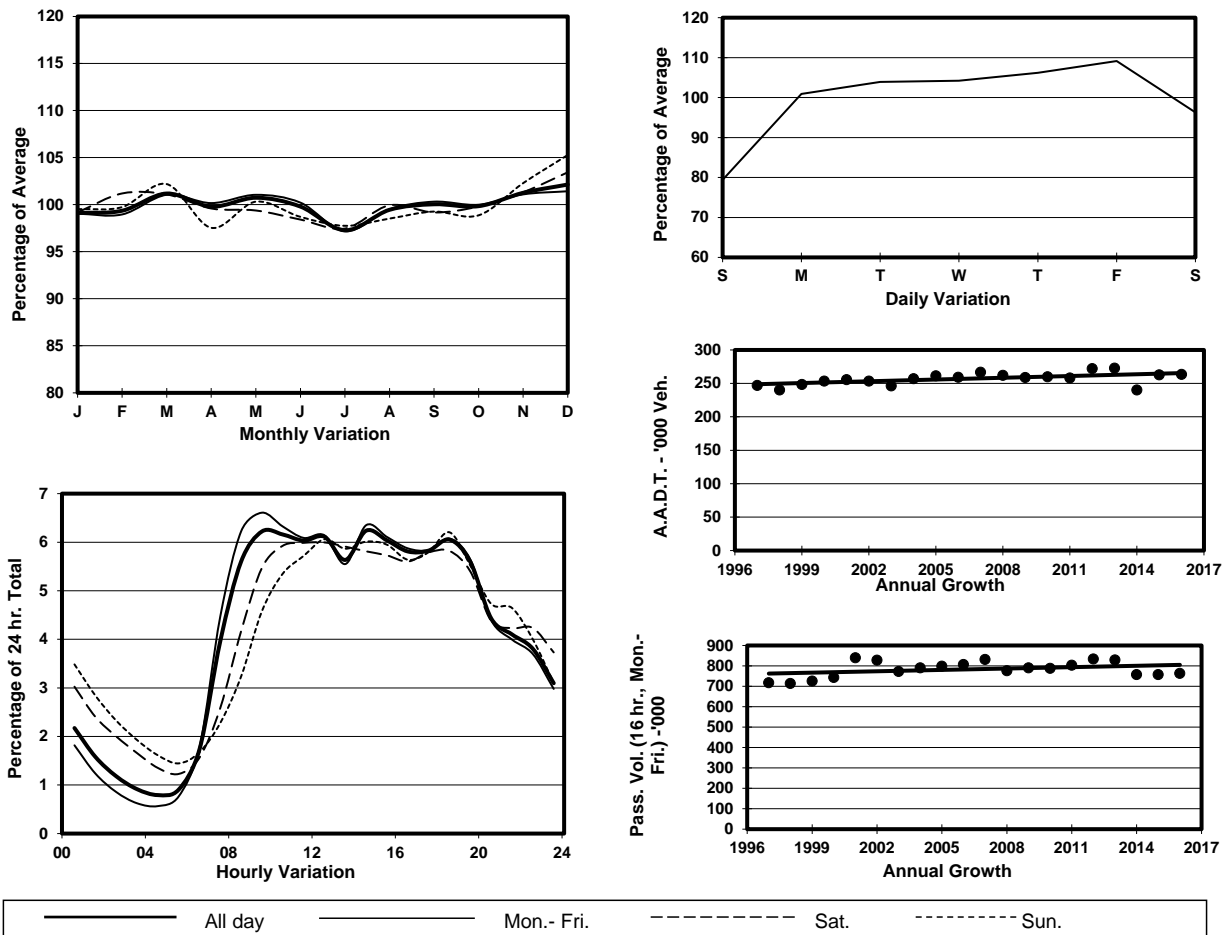 120
115
110
105
100
95
90
85
80
Percentage of Average
J F M A M J J A S O N D
Monthly Variation
120
110
100
90
80
70
60
Percentage of Average
S M T W T F S
Daily Variation
300
250
200
150
100
50
0
A.A.D.T. - '000 Veh.
1996 1999 2002 2005 2008 2011 2014 2017
Annual Growth
7
6
5
4
3
2
1
0
Percentage of 24 hr. Total
00 04 08 12 16 20 24
Hourly Variation
900
800
700
600
500
400
300
200
100
0
Pass. Vol. (16 hr., Mon.-
Fri.) -'000
1996 1999 2002 2005 2008 2011 2014 2017
Annual Growth
All day Mon.- Fri. Sat. Sun.